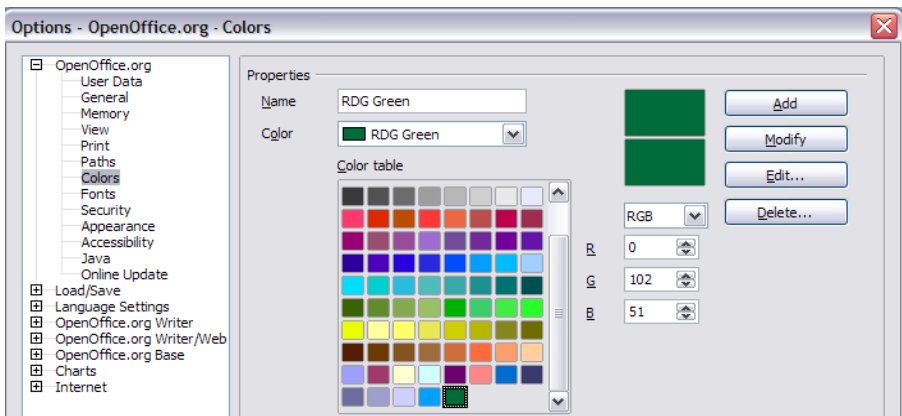 Options - OpenOffice.org - Colors
OpenOffice.org
User Data
General
Memory
View
Print
Paths
Colors
Fonts
Security
Appearance
Accessibility
Java
Online Update
Load/Save
Language Settings
OpenOffice.org Writer
OpenOffice.org Writer/Web
OpenOffice.org Base
Charts
Internet
Properties
Name RDG Green
Color RDG Green
Color table
RGB
R 0
G 102
B 51
Add
Modify
Edit...
Delete...